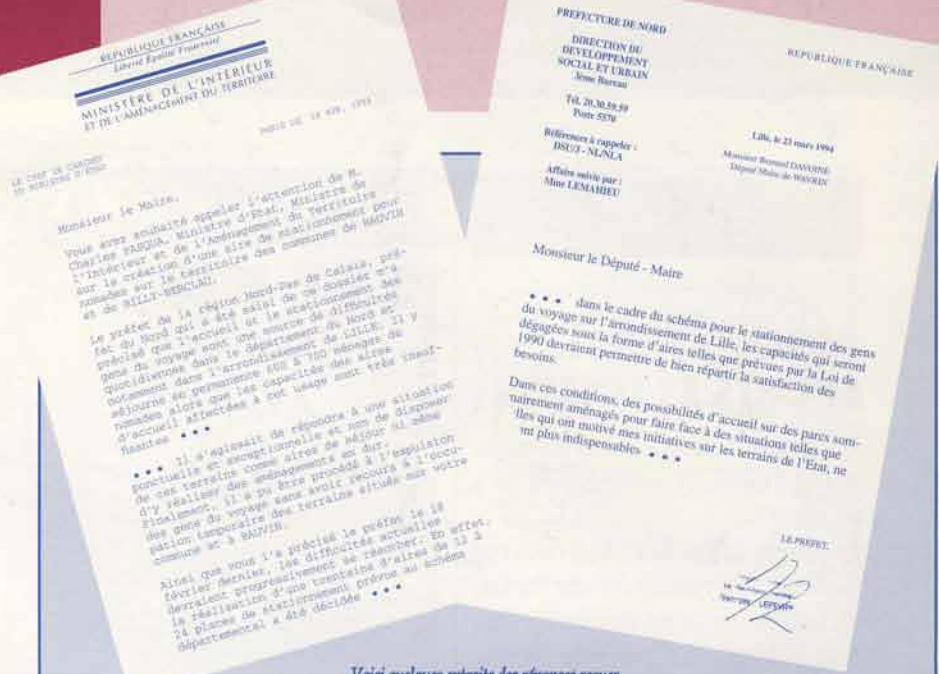 REPUBLIQUE FRANÇAISE
Liberté Egalité Fraternité
MINISTÈRE DE L'INTÉRIEUR
ET DE L'AMÉNAGEMENT DU TERRITOIRE
PARIS LE
LE CHEF DE CABINET
DU MINISTRE D'ETAT
Monsieur le Maire,
Vous avez souhaité appeler l'attention de M.
Charles PASQUA, Ministre d'Etat, Ministre de
l'Intérieur et de l'Aménagement du Territoire
sur la création d'une aire de stationnement pour
nomades sur le territoire des communes de BAUVIN
et de BILLY-BERCLAU.
Le préfet de la région Nord-Pas de Calais, pré-
fet du Nord qui a été saisi de ce dossier m'a
précisé que l'accueil et le stationnement des
gens du voyage sont une source de difficultés
quotidiennes dans le département du Nord et
notamment dans l'arrondissement de LILLE. Il y
séjourne en permanence 600 à 700 ménages de
nomades alors que les capacités des aires
d'accueil affectées à cet usage sont très insuf-
fisantes •••
••• Il s'agissait de répondre à une situation
ponctuelle et exceptionnelle et non de disposer
de ces terrains comme aires de séjour ni même
d'y réaliser des aménagements en dur.
Finalement, il a pu être procédé à l'expulsion
des gens du voyage sans avoir recours à l'occu-
pation temporaire des terrains situés sur votre
commune et à BAUVIN.
Ainsi que vous l'a précisé le préfet le 18
février dernier, les difficultés actuelles
devraient progressivement se résorber. En effet,
la réalisation d'une trentaine d'aires de 12 à
24 places de stationnement prévue au schéma
départemental a été décidée •••
PREFECTURE DE NORD
REPUBLIQUE FRANÇAISE
DIRECTION DU
DEVELOPPEMENT
SOCIAL ET URBAIN
3ème Bureau
Tél. 20.30.59.59
Poste 5570
Références à rappeler :
DSU/3 - NL/NLA
Affaire suivie par :
Mme LEMAHIEU
Lille, le 23 mars 1994
Monsieur Bernard DAVOINE
Député Maire de WAVRIN
Monsieur le Député - Maire
••• dans le cadre du schéma pour le stationnement des gens
du voyage sur l'arrondissement de Lille, les capacités qui seront
dégagées sous la forme d'aires telles que prévues par la Loi de
1990 devraient permettre de bien répartir la satisfaction des
besoins.
Dans ces conditions, des possibilités d'accueil sur des parcs som-
mairement aménagés pour faire face à des situations telles que
lles qui ont motivé mes initiatives sur les terrains de l'Etat, ne
nt plus indispensables •••
LE PREFET,